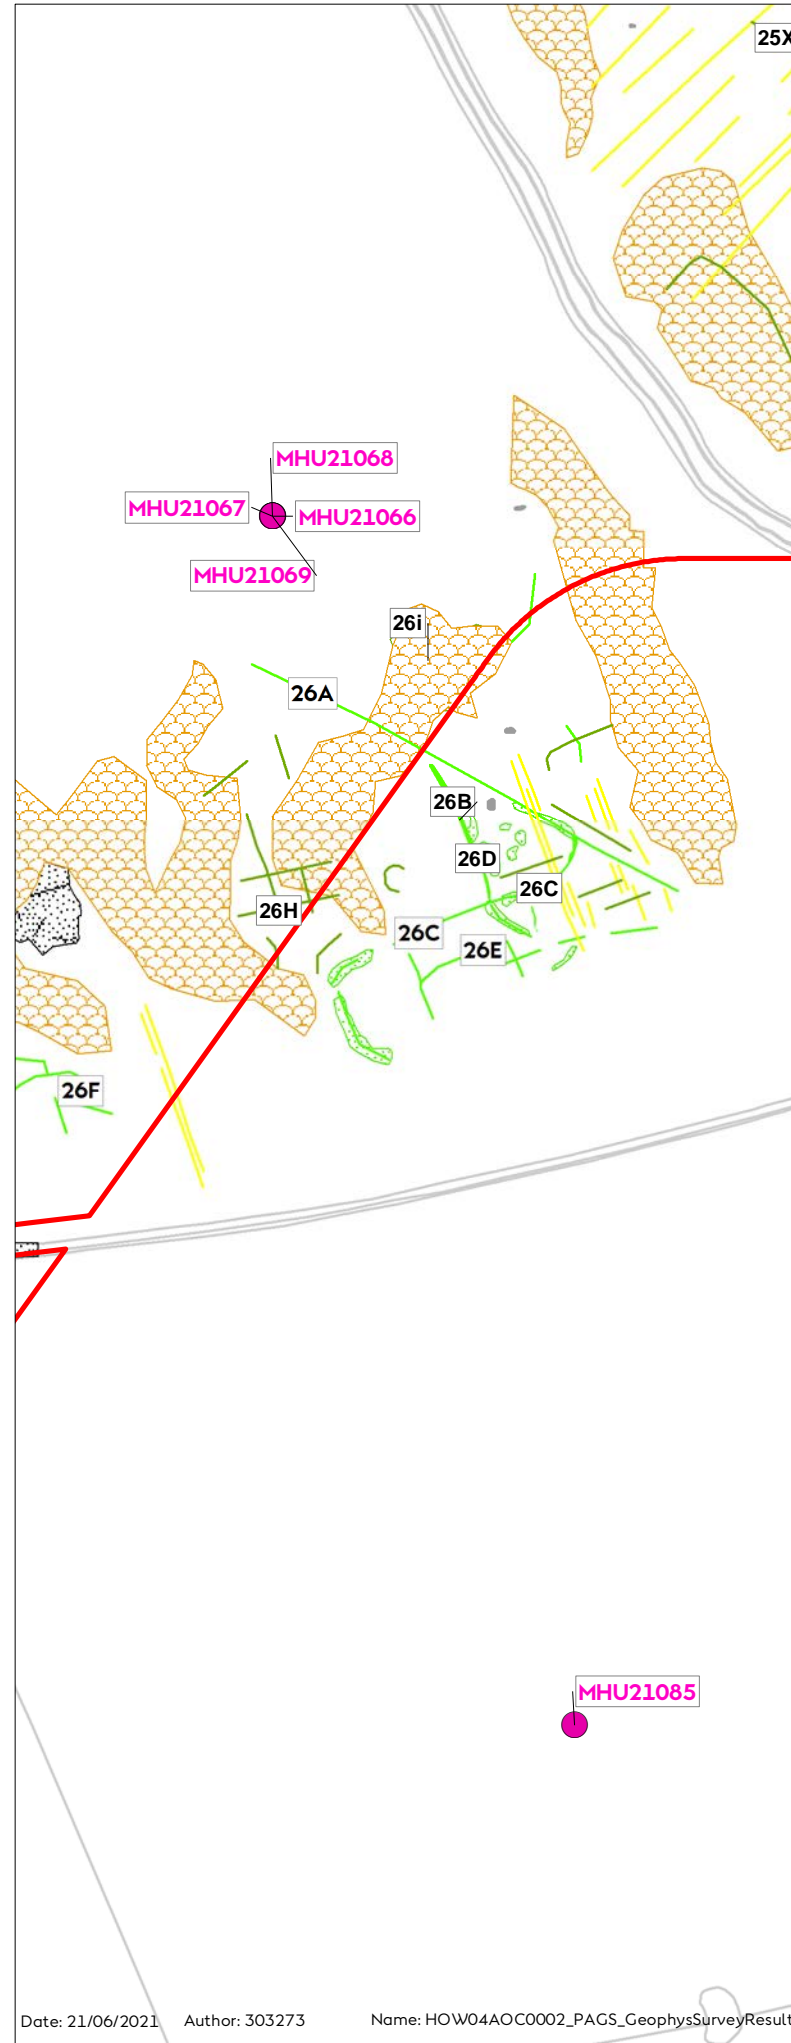 25X
MHU21068
MHU21067
MHU21066
MHU21069
26i
26A
26B
26D
26C
26H
26C
26E
26F
MHU21085
Date: 21/06/2021 Author: 303273 Name: HOW04AOC0002_PAGS_GeophysSurveyResult